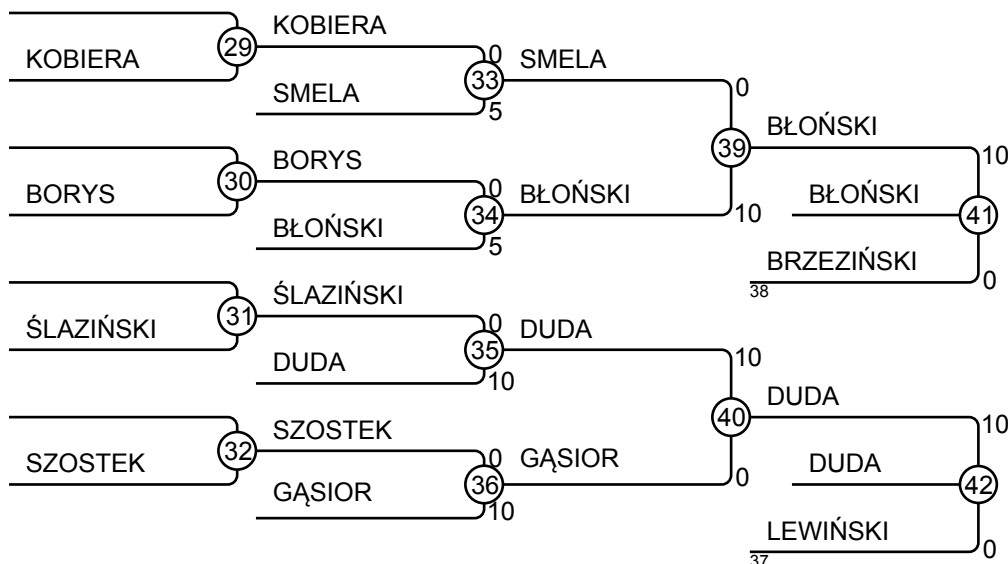 KOBIERA
29
KOBIERA
0
33
SMELA
SMELA
5
0
39
BŁOŃSKI
10
BORYS
30
BORYS
0
34
BŁOŃSKI
BŁOŃSKI
5
10
BŁOŃSKI
41
BRZEZIŃSKI
38
0
ŚLAZIŃSKI
31
ŚLAZIŃSKI
0
35
DUDA
DUDA
10
10
40
DUDA
10
SZOSTEK
32
SZOSTEK
0
36
GĄSIOR
GĄSIOR
10
0
DUDA
42
LEWIŃSKI
37
0